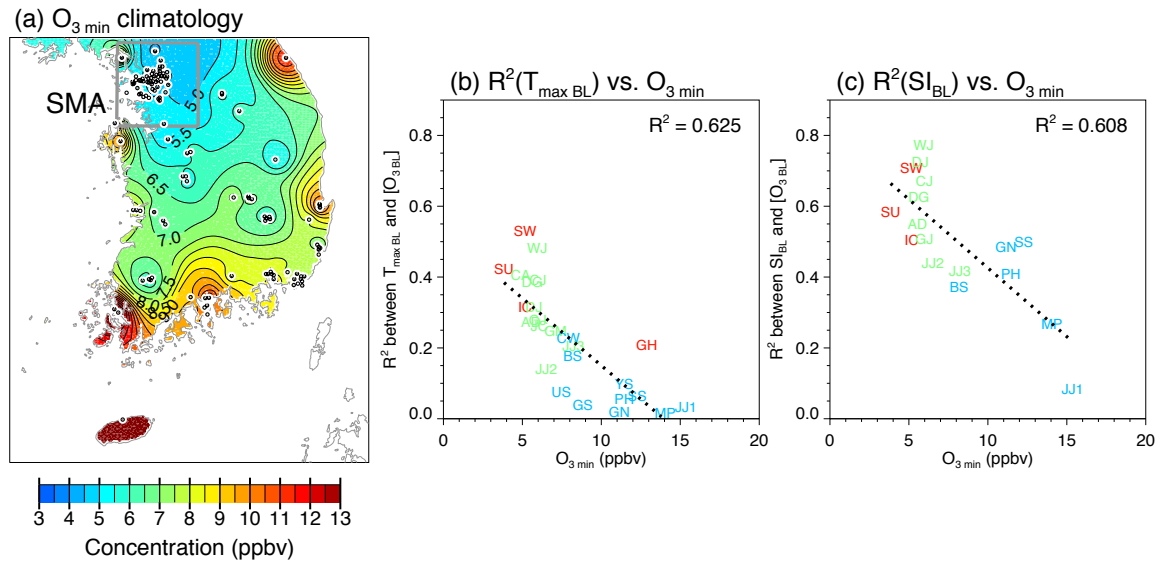 (a) O3 min climatology
SMA
5.0
5.5
6.5
7.0
7.5
8.0
8.5
9.0
3 4 5 6 7 8 9 10 11 12 13
Concentration (ppbv)
(b) R2(Tmax BL) vs. O3 min
R2 = 0.625
R2 between Tmax BL and [O3 BL]
0.8
0.6
0.4
0.2
0.0
SW
WJ
SU
CA
CJ
DG
IC
JJ2
CW
BS
GH
US
GS
YS
PH
SS
GN
MP
JJ1
0 5 10 15 20
O3 min (ppbv)
(c) R2(SIBL) vs. O3 min
R2 = 0.608
R2 between SIBL and [O3 BL]
0.8
0.6
0.4
0.2
0.0
WJ
DJ
SW
CJ
DG
SU
AD
IC
GJ
JJ2
JJ3
BS
GN
SS
PH
MP
JJ1
0 5 10 15 20
O3 min (ppbv)